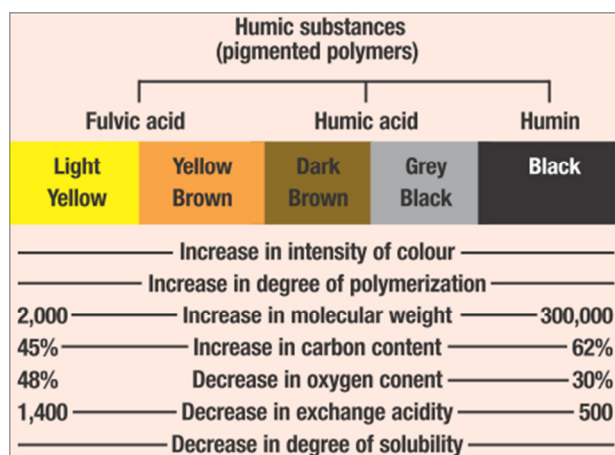 Humic substances
(pigmented polymers)
Fulvic acid Humic acid Humin
Light Yellow Dark Grey Black
Yellow Brown Brown Black
Increase in intensity of colour
Increase in degree of polymerization
2,000 Increase in molecular weight 300,000
45% Increase in carbon content 62%
48% Decrease in oxygen conent 30%
1,400 Decrease in exchange acidity 500
Decrease in degree of solubility